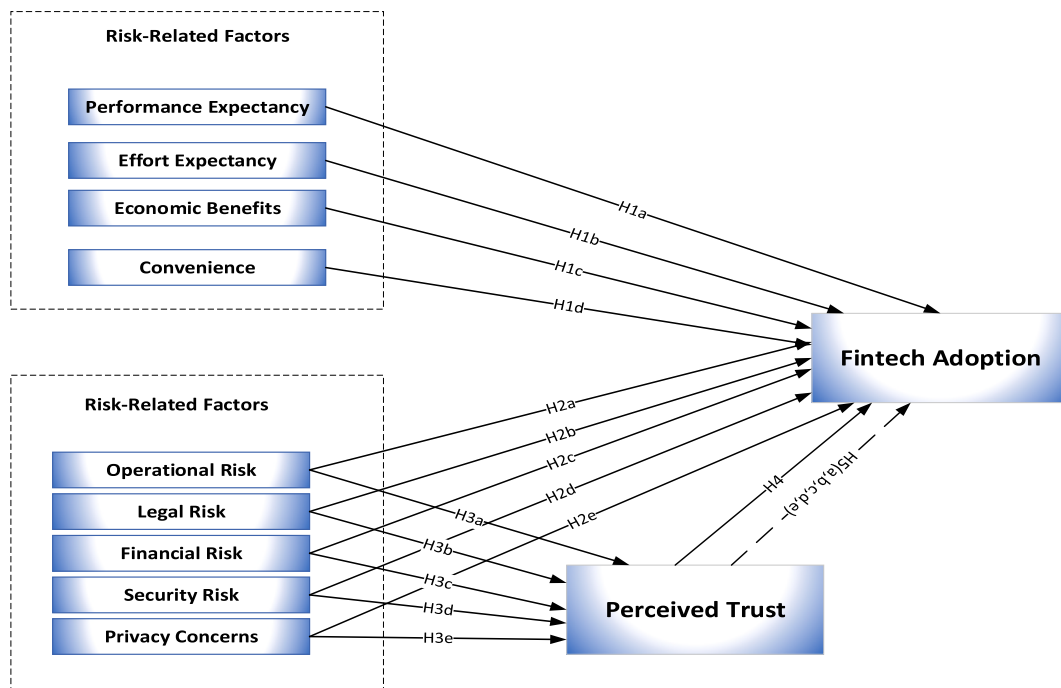 Risk-Related Factors
Performance Expectancy
Effort Expectancy
Economic Benefits
Convenience
H1a
H1b
H1c
H1d
Fintech Adoption
Risk-Related Factors
Operational Risk
Legal Risk
Financial Risk
Security Risk
Privacy Concerns
H2a
H2b
H2c
H2d
H2e
H3a
H3b
H3c
H3d
H3e
H4
H5(a,b,c,d,e)
Perceived Trust